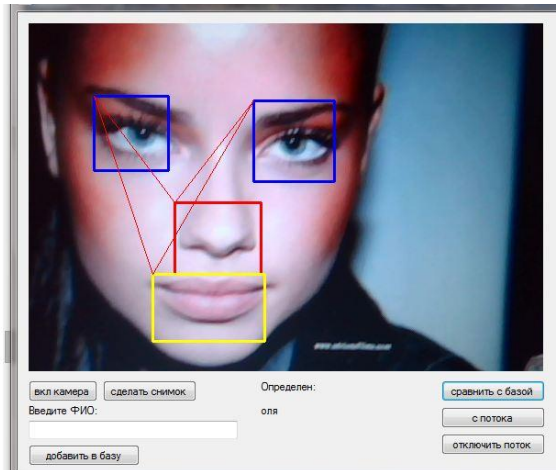 вкл камера
сделать снимок
Определен:
сравнить с базой
Введите ФИО:
оля
с потока
добавить в базу
отключить поток